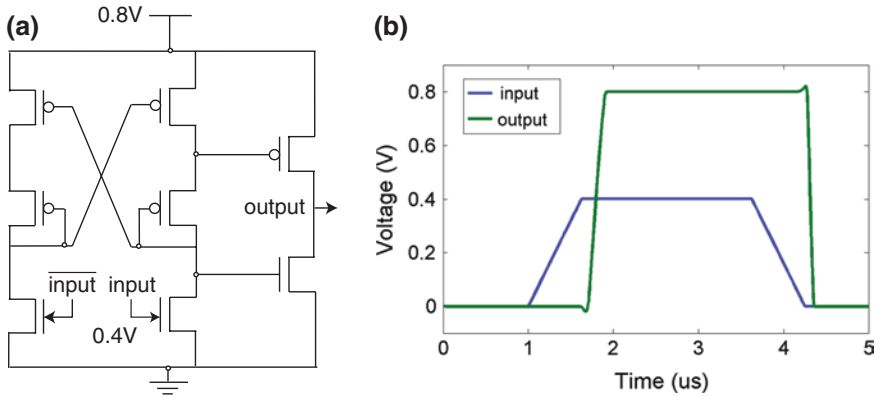 (a)
0.8V
output
input
input
0.4V
(b)
Voltage (V)
0.8
0.6
0.4
0.2
0
input
output
0
1
2
3
4
5
Time (us)